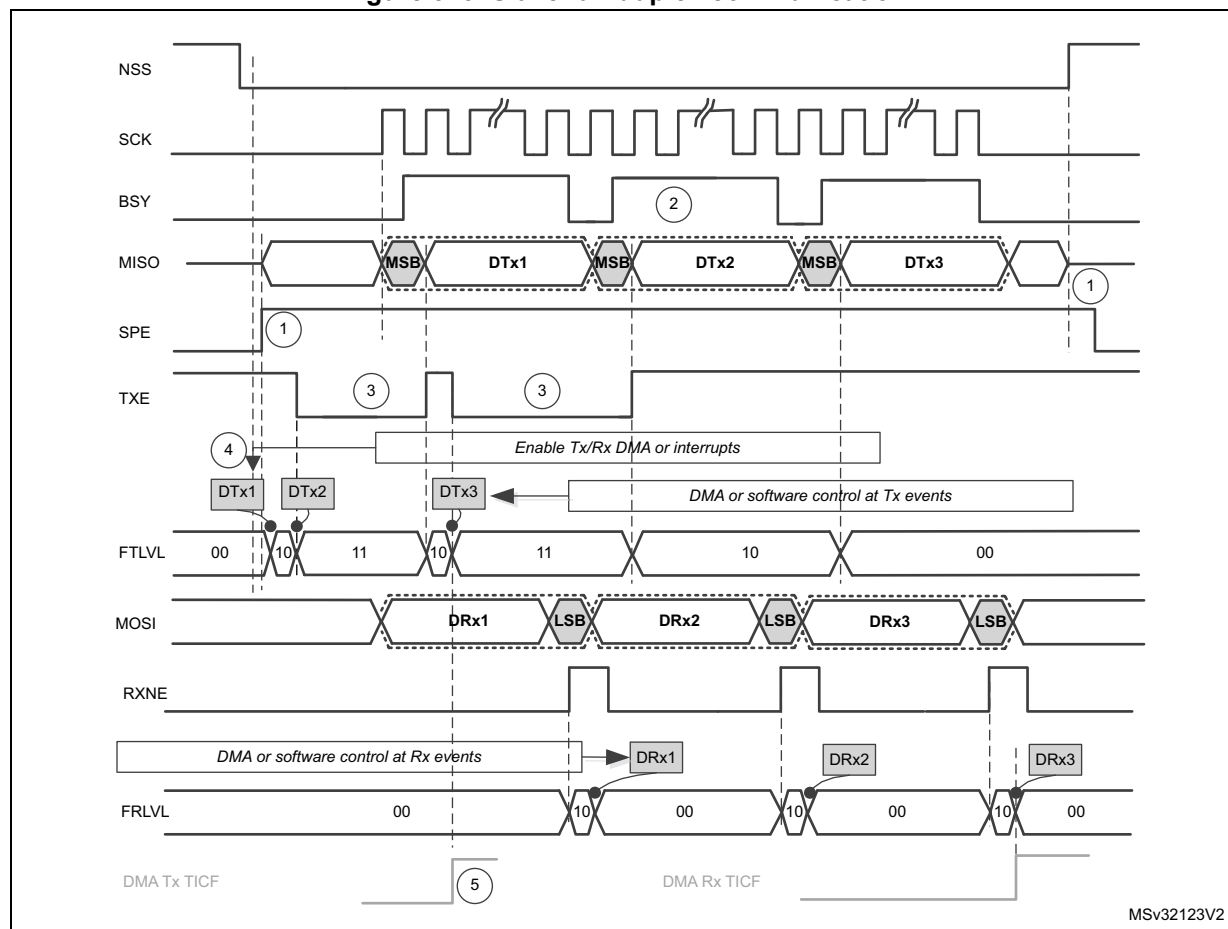 NSS
SCK
BSY
2
MISO
MSB
DTx1
MSB
DTx2
MSB
DTx3
1
SPE
1
TXE
3
3
4
Enable Tx/Rx DMA or interrupts
DTx1
DTx2
DTx3
DMA or software control at Tx events
FTLVL
00
10
11
10
11
10
00
MOSI
DRx1
LSB
DRx2
LSB
DRx3
LSB
RXNE
DMA or software control at Rx events
DRx1
DRx2
DRx3
FRLVL
00
10
00
10
00
10
00
DMA Tx TICF
5
DMA Rx TICF
MSv32123V2